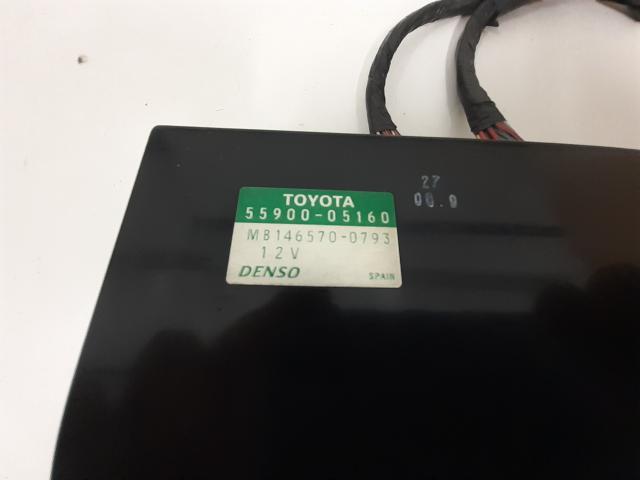 27
00.9
TOYOTA
55900-05160
MB146570-0793
12V
DENSO SPAIN